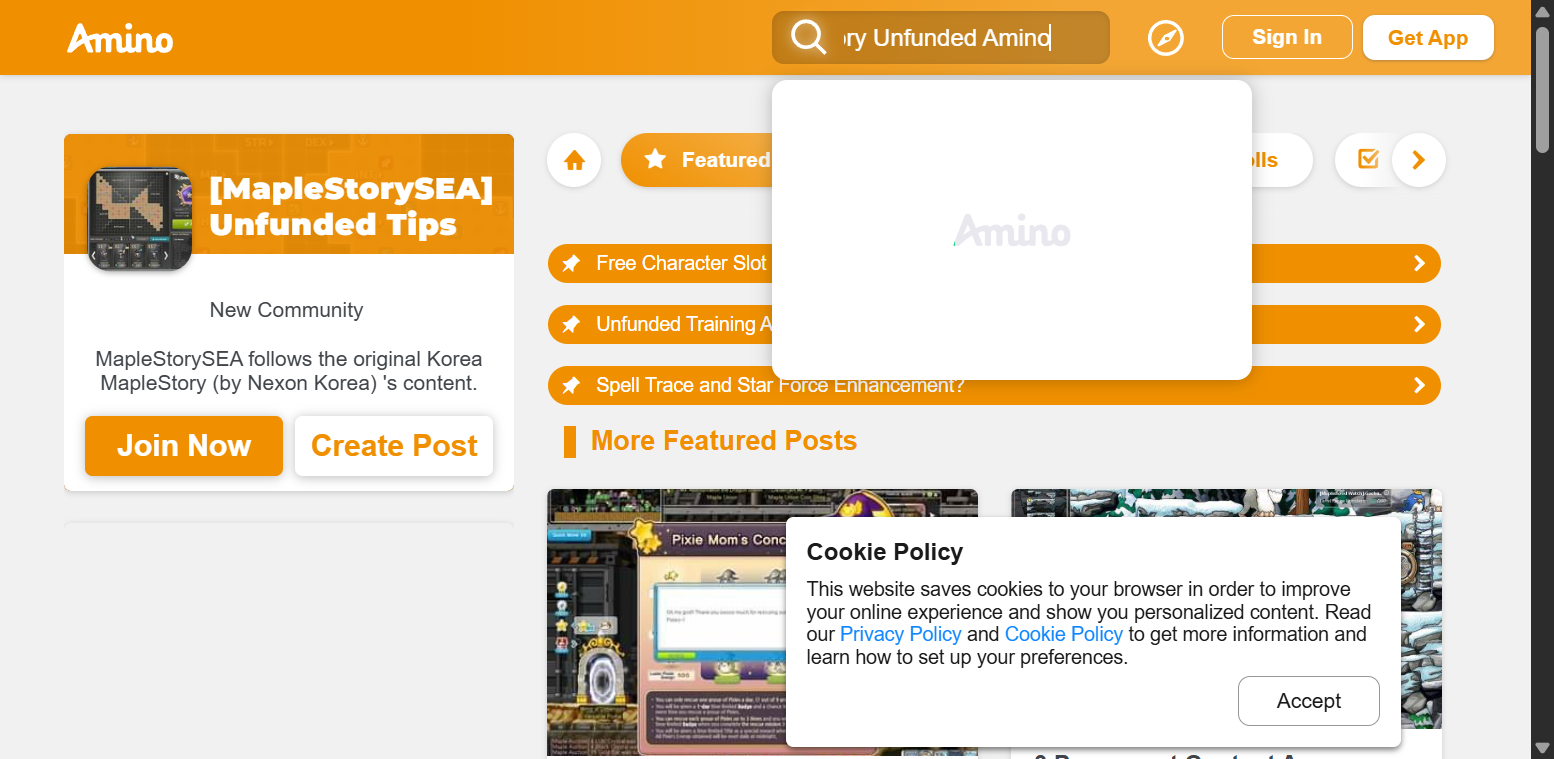 Amino
ory Unfunded Amino
Sign In
Get App
[MapleStorySEA]
Unfunded Tips
New Community
MapleStorySEA follows the original Korea
MapleStory (by Nexon Korea) 's content.
Join Now
Create Post
Featured
olls
Amino
Free Character Slot
Unfunded Training A
Spell Trace and Star Force Enhancement?
More Featured Posts
Pixie Mom's Conc
Cookie Policy
This website saves cookies to your browser in order to improve
your online experience and show you personalized content. Read
our Privacy Policy and Cookie Policy to get more information and
learn how to set up your preferences.
Accept